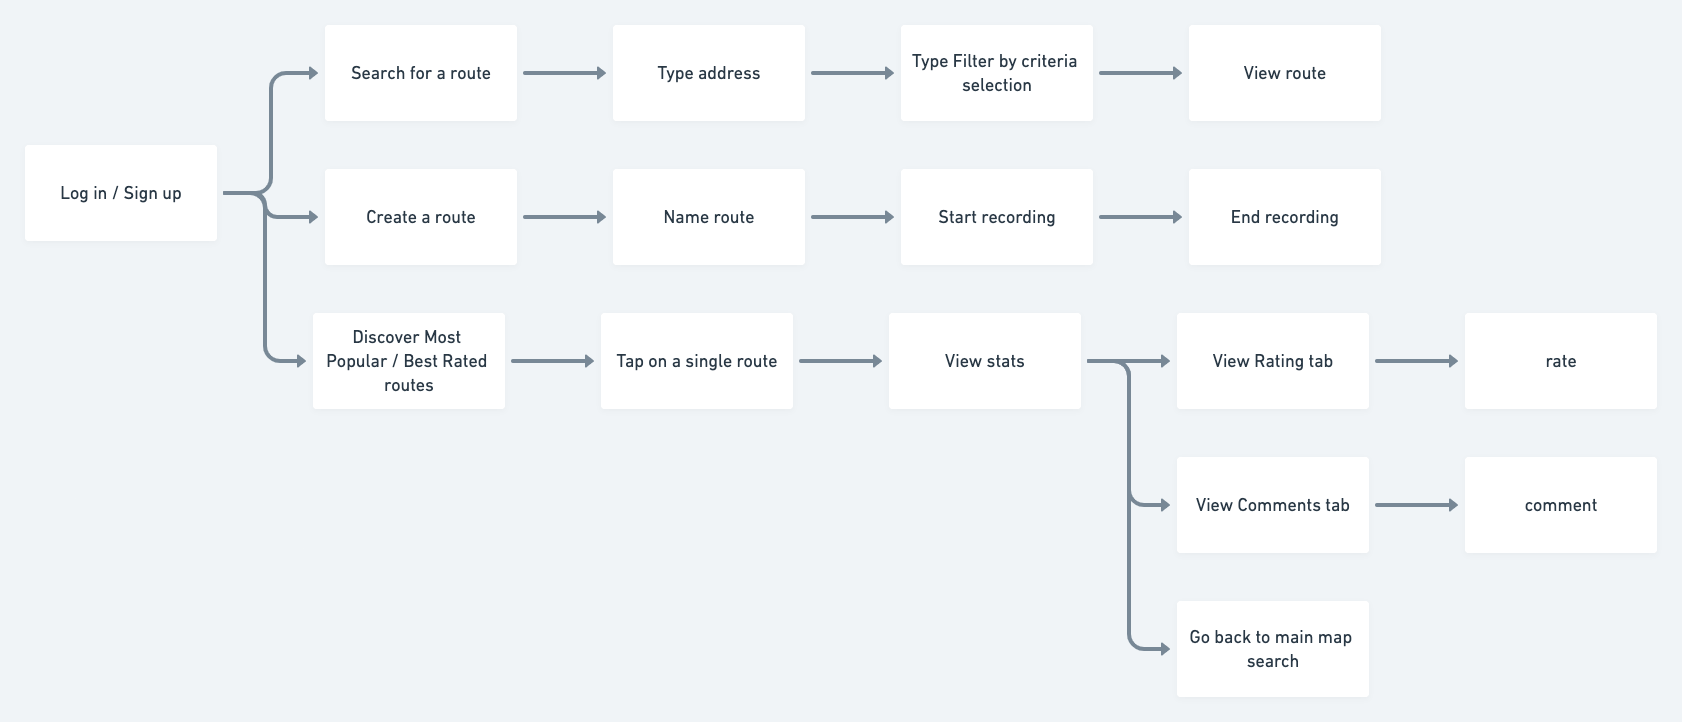 Search for a route
Type address
Type Filter by criteria
selection
View route
Log in / Sign up
Create a route
Name route
Start recording
End recording
Discover Most
Popular / Best Rated
routes
Tap on a single route
View stats
View Rating tab
rate
View Comments tab
comment
Go back to main map
search